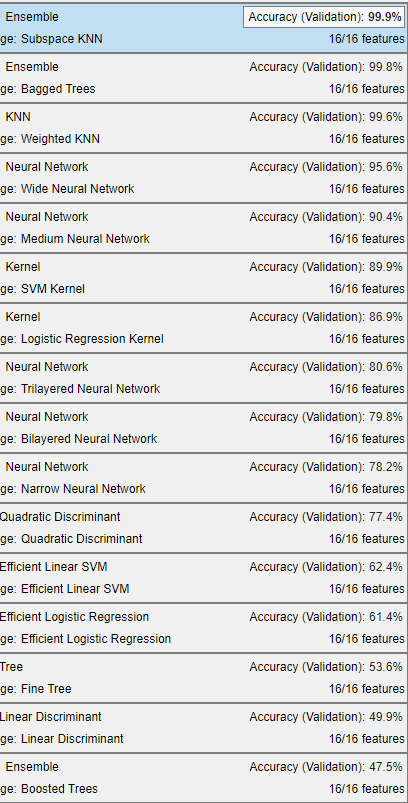 Ensemble Accuracy (Validation): 99.9%
ge: Subspace KNN 16/16 features
Ensemble Accuracy (Validation): 99.8%
ge: Bagged Trees 16/16 features
KNN Accuracy (Validation): 99.6%
ge: Weighted KNN 16/16 features
Neural Network Accuracy (Validation): 95.6%
ge: Wide Neural Network 16/16 features
Neural Network Accuracy (Validation): 90.4%
ge: Medium Neural Network 16/16 features
Kernel Accuracy (Validation): 89.9%
ge: SVM Kernel 16/16 features
Kernel Accuracy (Validation): 86.9%
ge: Logistic Regression Kernel 16/16 features
Neural Network Accuracy (Validation): 80.6%
ge: Trilayered Neural Network 16/16 features
Neural Network Accuracy (Validation): 79.8%
ge: Bilayered Neural Network 16/16 features
Neural Network Accuracy (Validation): 78.2%
ge: Narrow Neural Network 16/16 features
Quadratic Discriminant Accuracy (Validation): 77.4%
ge: Quadratic Discriminant 16/16 features
Efficient Linear SVM Accuracy (Validation): 62.4%
ge: Efficient Linear SVM 16/16 features
Efficient Logistic Regression Accuracy (Validation): 61.4%
ge: Efficient Logistic Regression 16/16 features
Tree Accuracy (Validation): 53.6%
ge: Fine Tree 16/16 features
Linear Discriminant Accuracy (Validation): 49.9%
ge: Linear Discriminant 16/16 features
Ensemble Accuracy (Validation): 47.5%
ge: Boosted Trees 16/16 features